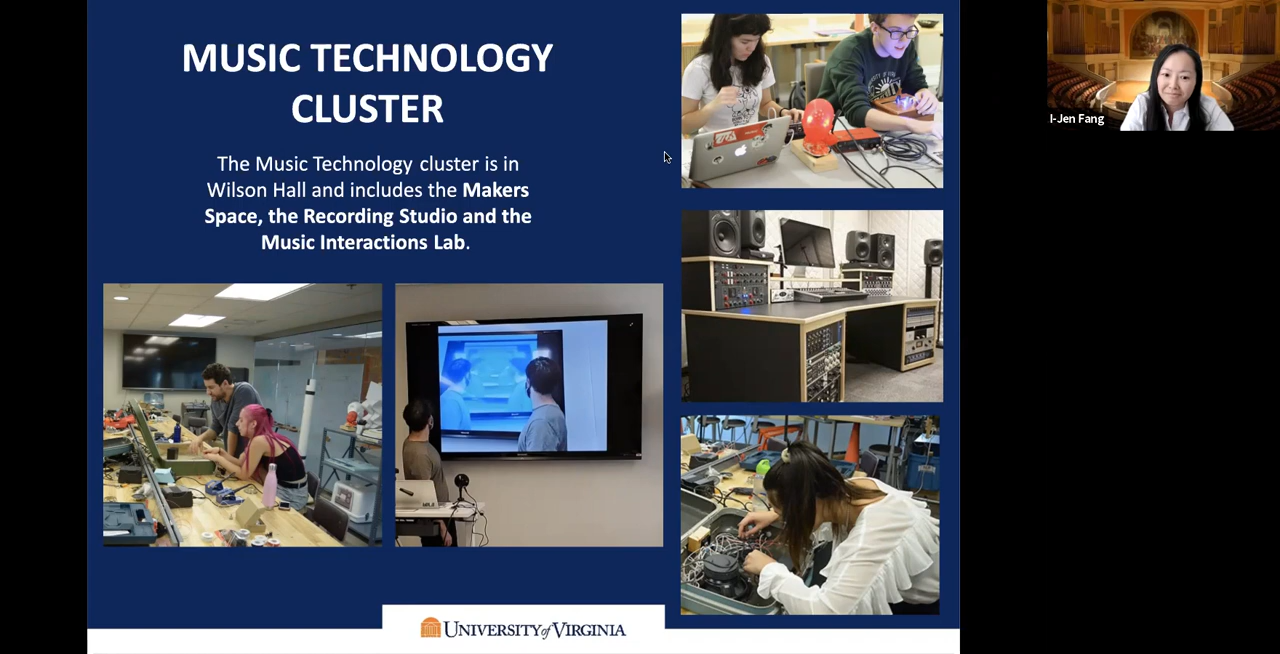 MUSIC TECHNOLOGY
CLUSTER
The Music Technology cluster is in
Wilson Hall and includes the Makers
Space, the Recording Studio and the
Music Interactions Lab.
UNIVERSITY of VIRGINIA
I-Jen Fang